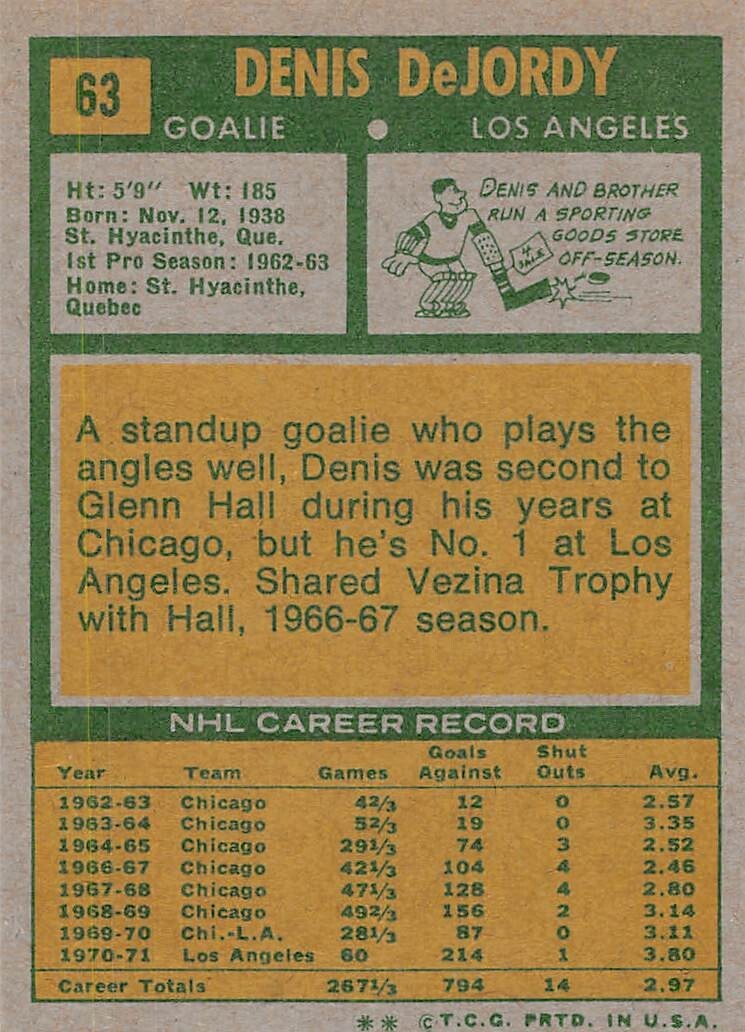 63
DENIS DeJORDY
GOALIE
LOS ANGELES
Ht: 5'9" Wt: 185
Born: Nov. 12, 1938
St. Hyacinthe, Que.
1st Pro Season: 1962-63
Home: St. Hyacinthe,
Quebec
DENIS AND BROTHER
RUN A SPORTING
GOODS STORE
OFF-SEASON.
4
SALE
A standup goalie who plays the
angles well, Denis was second to
Glenn Hall during his years at
Chicago, but he's No. 1 at Los
Angeles. Shared Vezina Trophy
with Hall, 1966-67 season.
NHL CAREER RECORD
Year Team Games Goals Against Shut Outs Avg.
1962-63 Chicago 42/3 12 0 2.57
1963-64 Chicago 52/3 19 0 3.35
1964-65 Chicago 291/3 74 3 2.52
1966-67 Chicago 421/3 104 4 2.46
1967-68 Chicago 471/3 128 4 2.80
1968-69 Chicago 492/3 156 2 3.14
1969-70 Chi.-L.A. 281/3 87 0 3.11
1970-71 Los Angeles 60 214 1 3.80
Career Totals 2671/3 794 14 2.97
** ©T.C.G. PRTD. IN U.S.A.